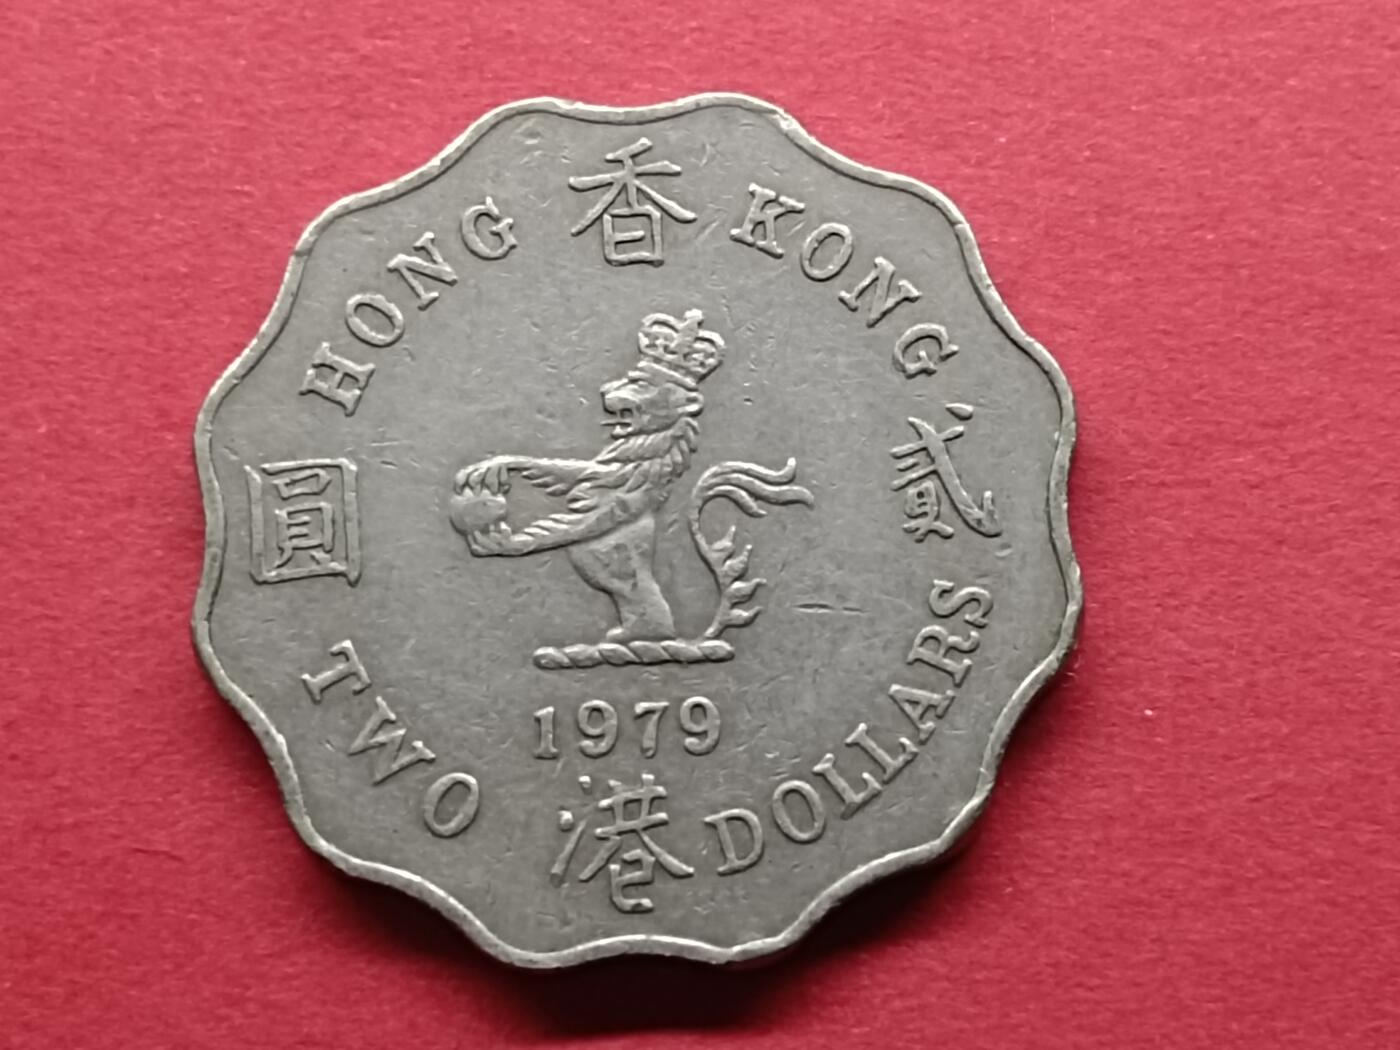 HONG KONG
TWO DOLLARS
香港
貳圓
1979